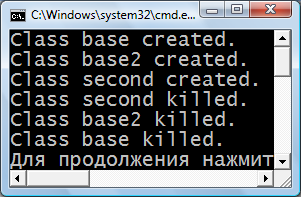 C:\Windows\system32\cmd.e...
Class base created.
Class base2 created.
Class second created.
Class second killed.
Class base2 killed.
Class base killed.
Для продолжения нажмит